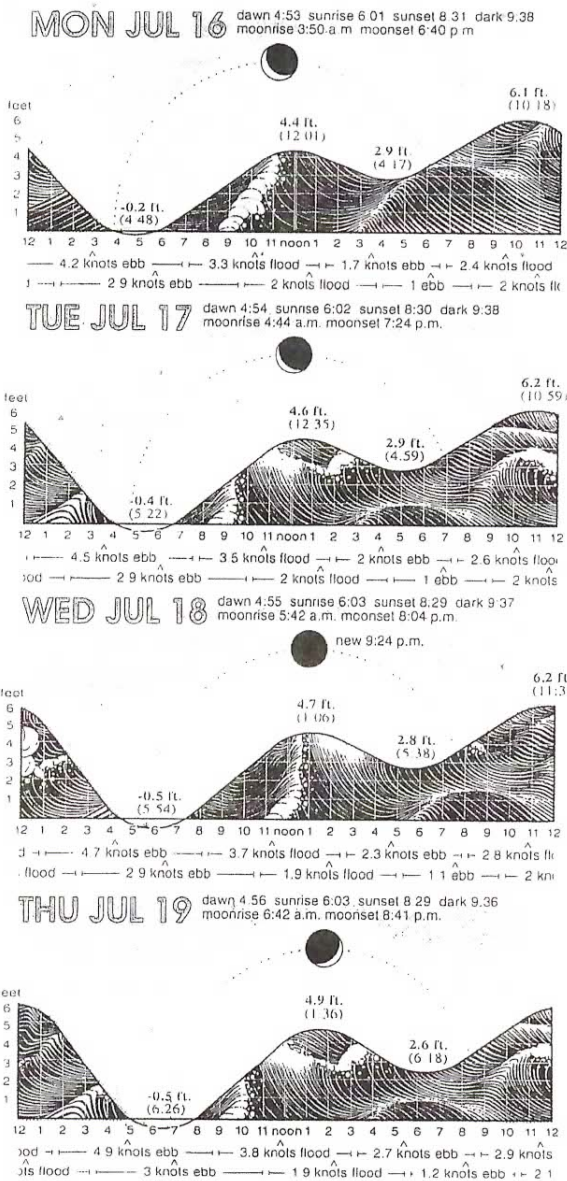 MON JUL 16
dawn 4:53 sunrise 6 01 sunset 8.31 dark 9:38
moonrise 3:50 a m moonset 6:40 p m
feet
6.1 ft.
(10 18)
4.4 ft.
(12 01)
2 9 ft.
(4 17)
-0.2 ft.
(4 48)
6
5
4
3
2
1
12 1 2 3 4 5 6 7 8 9 10 11 noon 1 2 3 4 5 6 7 8 9 10 11 12
4.2 knots ebb 3.3 knots flood 1.7 knots ebb 2.4 knots flood
2 9 knots ebb 2 knots flood 1 ebb 2 knots flo
TUE JUL 17
dawn 4:54 sunrise 6:02 sunset 8:30 dark 9:38
moonrise 4:44 a.m. moonset 7:24 p.m.
feet
6.2 ft.
(10 59)
4.6 ft.
(12 35)
2.9 ft.
(4.59)
-0.4 ft.
(5 22)
6
5
4
3
2
1
12 1 2 3 4 5 6 7 8 9 10 11 noon 1 2 3 4 5 6 7 8 9 10 11 12
4.5 knots ebb 3 5 knots flood 2 knots ebb 2.6 knots floo
ood 2 9 knots ebb 2 knots flood 1 ebb 2 knots
WED JUL 18
dawn 4:55 sunrise 6:03 sunset 8.29 dark 9:37
moonrise 5:42 a.m. moonset 8:04 p.m.
new 9:24 p.m.
feet
6.2 ft
(11:3
4.7 ft.
(1 06)
2.8 ft.
(5 38)
-0.5 ft.
(5 54)
6
5
4
3
2
1
12 1 2 3 4 5 6 7 8 9 10 11 noon 1 2 3 4 5 6 7 8 9 10 11 12
d 4 7 knots ebb 3.7 knots flood 2.3 knots ebb 2 8 knots flo
flood 2 9 knots ebb 1.9 knots flood 1 1 ebb 2 kno
THU JUL 19
dawn 4.56 sunrise 6:03 sunset 8 29 dark 9.36
moonrise 6:42 a.m. moonset 8:41 p.m.
eet
4.9 ft.
(1 36)
2.6 ft.
(6 18)
-0.5 ft.
(6.26)
6
5
4
3
2
1
12 1 2 3 4 5 6 7 8 9 10 11 noon 1 2 3 4 5 6 7 8 9 10 11 12
ood 4 9 knots ebb 3.8 knots flood 2.7 knots ebb 2.9 knots
ots flood 3 knots ebb 1 9 knots flood 1.2 knots ebb 2 1